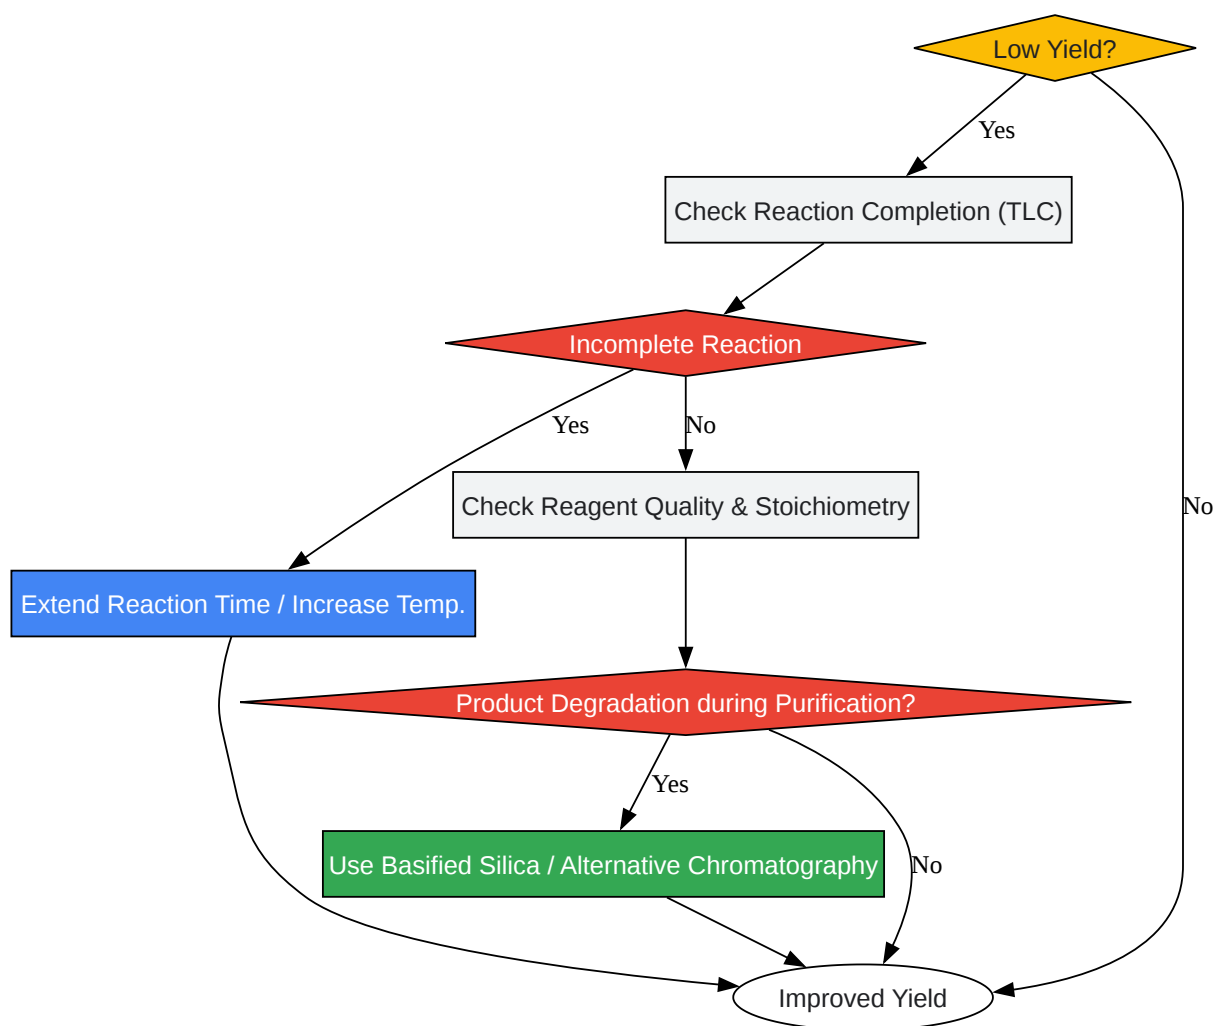 Low Yield?
Yes
Check Reaction Completion (TLC)
Incomplete Reaction
Yes
No
Check Reagent Quality & Stoichiometry
No
Extend Reaction Time / Increase Temp.
Product Degradation during Purification?
Yes
Use Basified Silica / Alternative Chromatography
No
Improved Yield